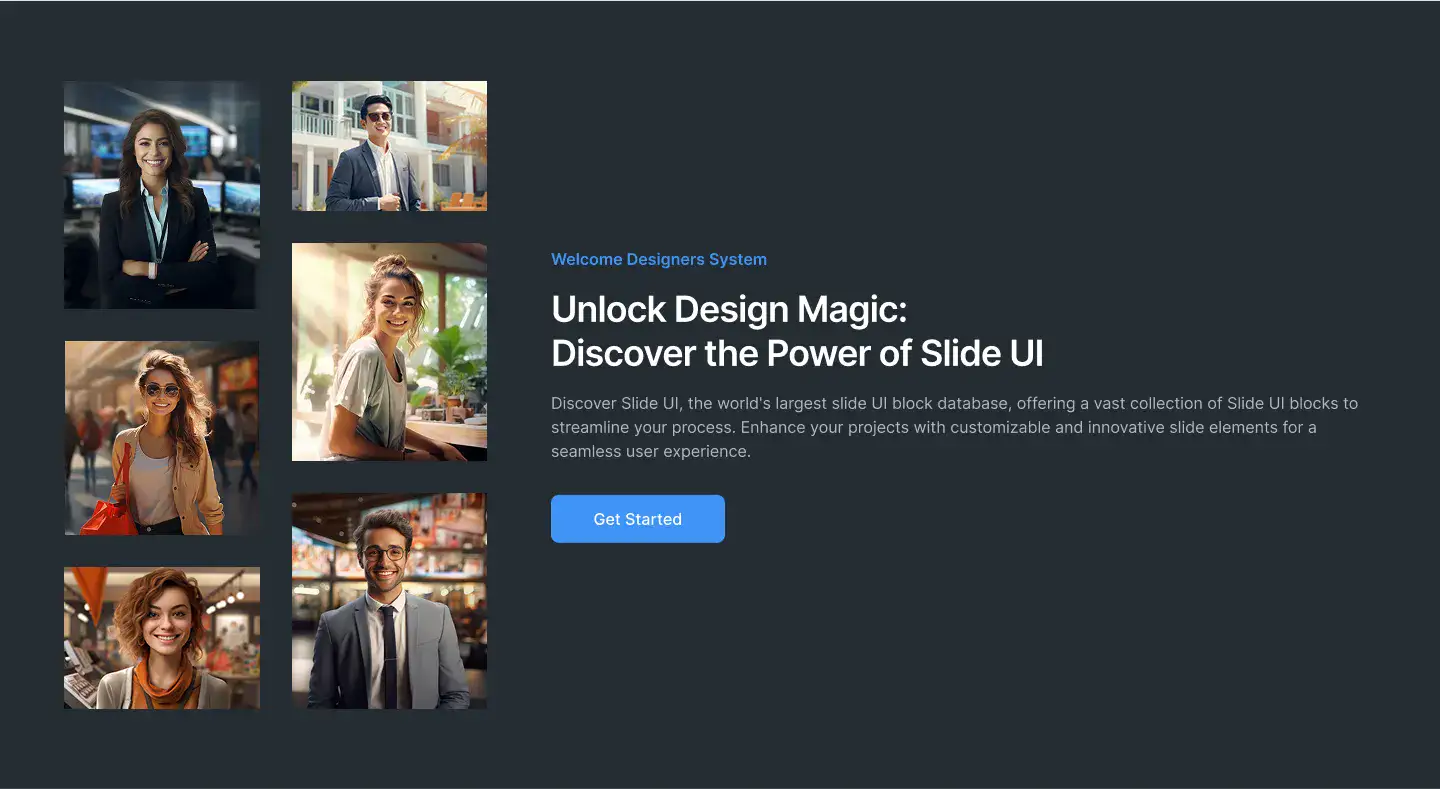 Welcome Designers System
Unlock Design Magic:
Discover the Power of Slide UI
Discover Slide UI, the world's largest slide UI block database, offering a vast collection of Slide UI blocks to
streamline your process. Enhance your projects with customizable and innovative slide elements for a
seamless user experience.
Get Started